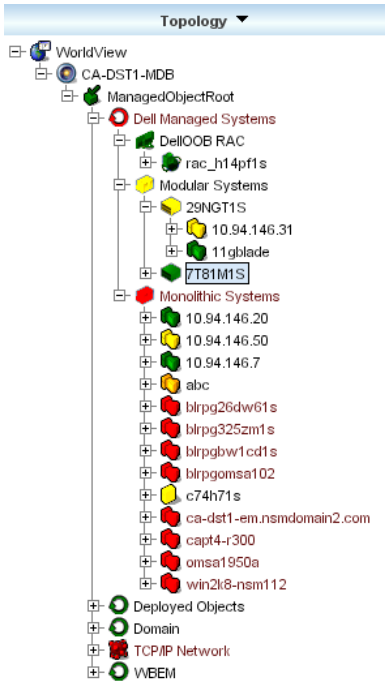 Topology
WorldView
CA-DST1-MDB
ManagedObjectRoot
Dell Managed Systems
DellOOB RAC
rac_h14pf1s
Modular Systems
29NGT1S
10.94.146.31
11gblade
7T81M1S
Monolithic Systems
10.94.146.20
10.94.146.50
10.94.146.7
abc
blrpg26dw61s
blrpg325zm1s
blrpgbw1cd1s
blrpgomsa102
c74h71s
ca-dst1-em.nsmdomain2.com
capt4-r300
omsa1950a
win2k8-nsm112
Deployed Objects
Domain
TCP/IP Network
WBEM